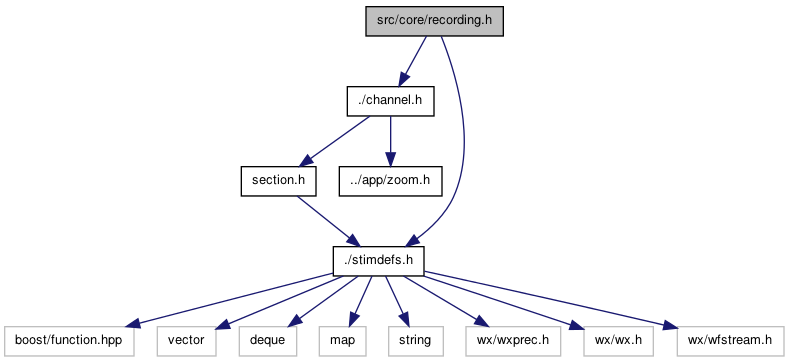 src/core/recording.h
./channel.h
section.h
../app/zoom.h
./stimdefs.h
boost/function.hpp
vector
deque
map
string
wx/wxprec.h
wx/wx.h
wx/wfstream.h